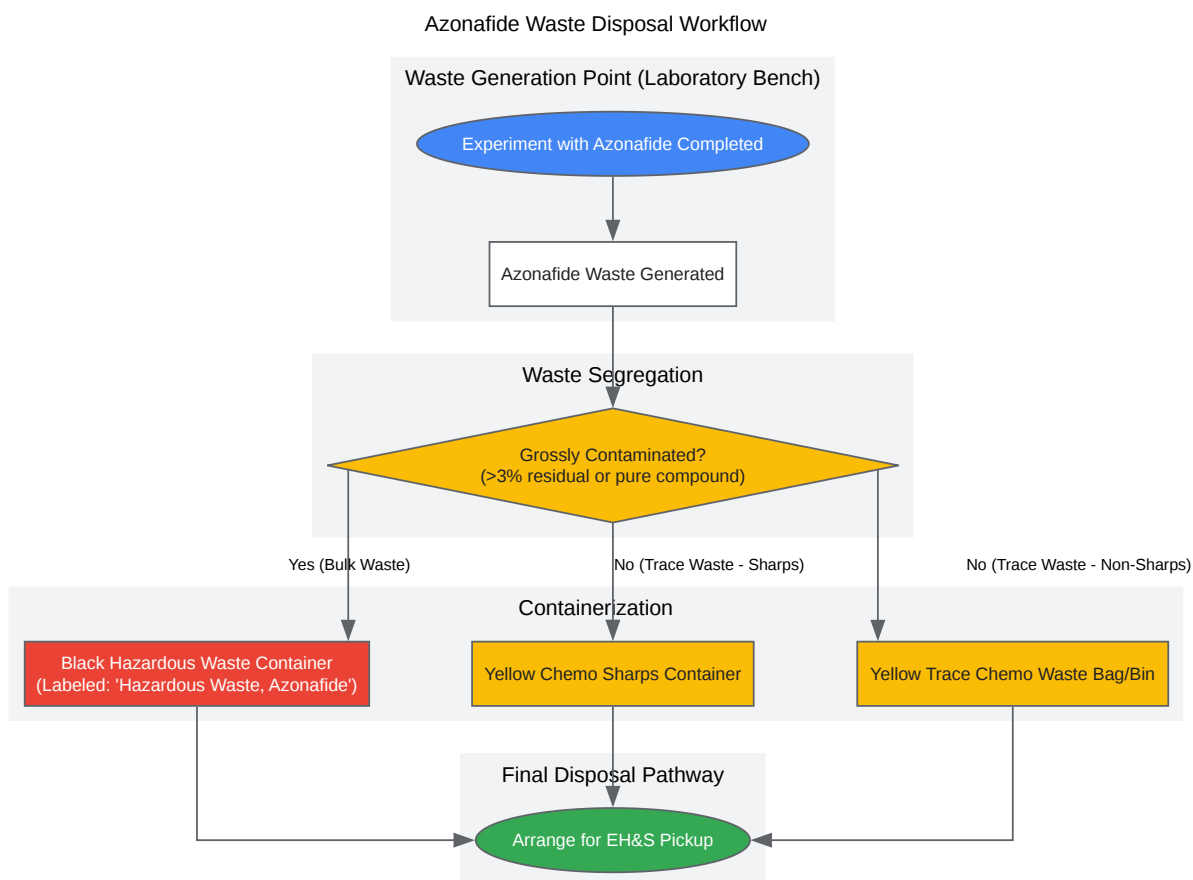 Azonafide Waste Disposal Workflow
Waste Generation Point (Laboratory Bench)
Experiment with Azonafide Completed
Azonafide Waste Generated
Waste Segregation
Grossly Contaminated?
(>3% residual or pure compound)
Yes (Bulk Waste)
No (Trace Waste - Sharps)
No (Trace Waste - Non-Sharps)
Containerization
Black Hazardous Waste Container
(Labeled: 'Hazardous Waste, Azonafide')
Yellow Chemo Sharps Container
Yellow Trace Chemo Waste Bag/Bin
Final Disposal Pathway
Arrange for EH&S Pickup